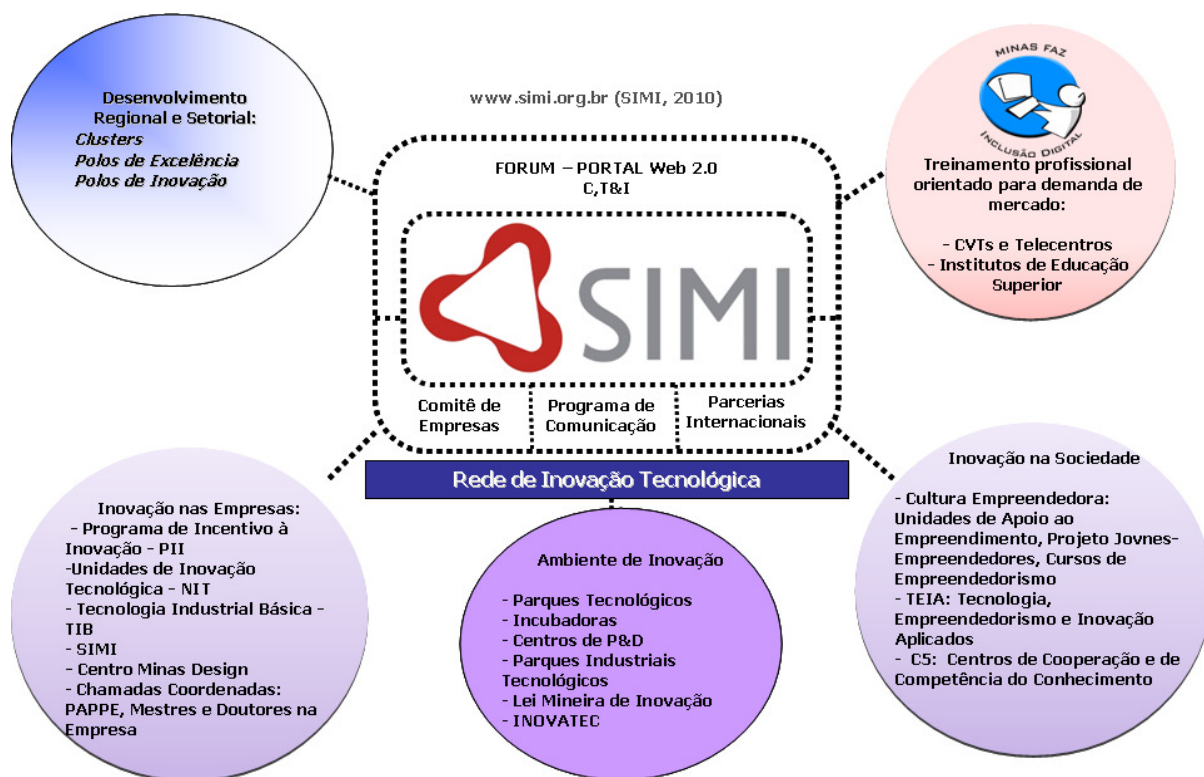 Desenvolvimento
Regional e Setorial:
Clusters
Polos de Excelência
Polos de Inovação
www.simi.org.br (SIMI, 2010)
MINAS FAZ
INCLUSÃO DIGITAL
Treinamento profissional
orientado para demanda de
mercado:
- CVTs e Telecentros
- Institutos de Educação
Superior
FORUM – PORTAL Web 2.0
C,T&I
SIMI
Comitê de
Empresas
Programa de
Comunicação
Parcerias
Internacionais
Rede de Inovação Tecnológica
Inovação nas Empresas:
- Programa de Incentivo à
Inovação - PII
-Unidades de Inovação
Tecnológica - NIT
- Tecnologia Industrial Básica -
TIB
- SIMI
- Centro Minas Design
- Chamadas Coordenadas:
PAPPE, Mestres e Doutores na
Empresa
Ambiente de Inovação
- Parques Tecnológicos
- Incubadoras
- Centros de P&D
- Parques Industriais
Tecnológicos
- Lei Mineira de Inovação
- INOVATEC
Inovação na Sociedade
- Cultura Empreendedora:
Unidades de Apoio ao
Empreendimento, Projeto Jovnes-
Empreendedores, Cursos de
Empreendedorismo
- TEIA: Tecnologia,
Empreendedorismo e Inovação
Aplicados
- C5: Centros de Cooperação e de
Competência do Conhecimento